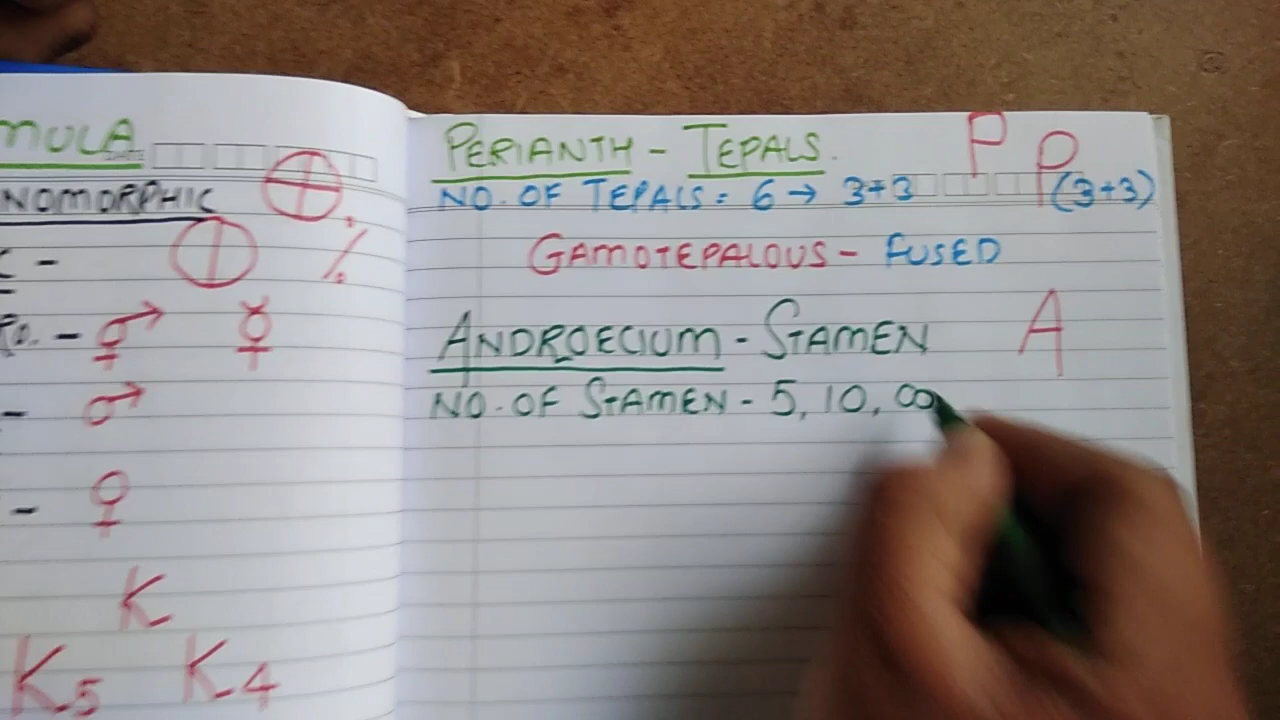 MULA
NOMORPHIC
C -
Ro. - ⚥
- ♂
- ♀
K
K5 K4
PERIANTH - TEPALS. P P(3+3)
NO. OF TEPALS = 6 → 3+3
GAMOTEPALOUS - FUSED
ANDROECIUM - STAMEN A
NO. OF STAMEN - 5, 10, ∞